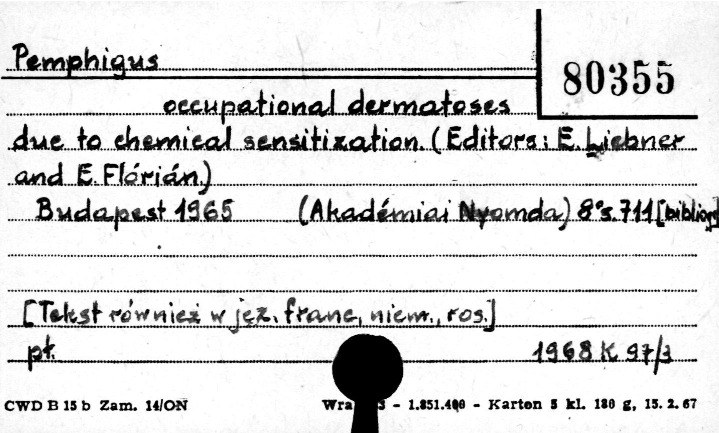 Pemphigus
80355
occupational dermatoses
due to chemical sensitization. (Editors: E. Liebner
and E. Flórián.)
Budapest 1965 (Akadémiai Nyomda) 8° s. 711 [bibliogr]
[Tekst również w jęz. franc., niem., ros.]
pł. 1968 K 97/3
CWD B 15 b Zam. 14/ON - 1.851.400 - Karton 5 kl. 180 g, 15. 2. 67